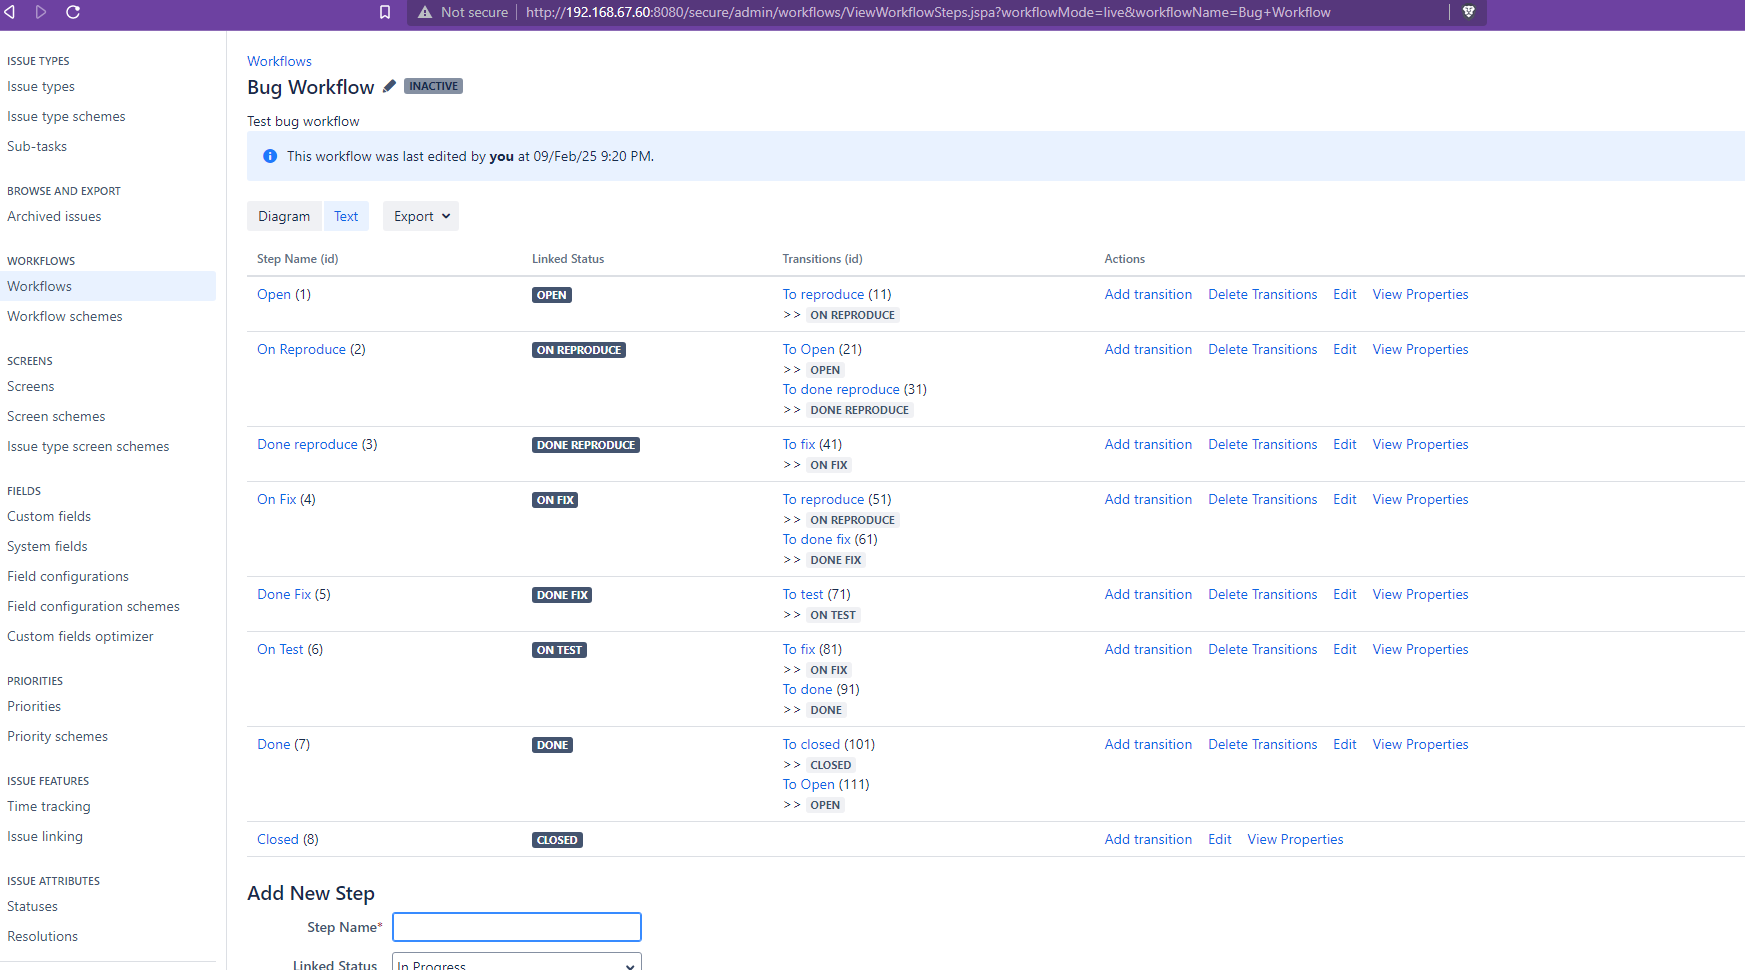 Not secure http://192.168.67.60:8080/secure/admin/workflows/ViewWorkflowSteps.jspa?workflowMode=live&workflowName=Bug+Workflow
ISSUE TYPES
Issue types
Issue type schemes
Sub-tasks
BROWSE AND EXPORT
Archived issues
WORKFLOWS
Workflows
Workflow schemes
SCREENS
Screens
Screen schemes
Issue type screen schemes
FIELDS
Custom fields
System fields
Field configurations
Field configuration schemes
Custom fields optimizer
PRIORITIES
Priorities
Priority schemes
ISSUE FEATURES
Time tracking
Issue linking
ISSUE ATTRIBUTES
Statuses
Resolutions
Workflows
Bug Workflow INACTIVE
Test bug workflow
This workflow was last edited by you at 09/Feb/25 9:20 PM.
Diagram Text Export
Step Name (id) Linked Status Transitions (id) Actions
Open (1) OPEN To reproduce (11) Add transition Delete Transitions Edit View Properties
>> ON REPRODUCE
On Reproduce (2) ON REPRODUCE To Open (21) Add transition Delete Transitions Edit View Properties
>> OPEN
To done reproduce (31)
>> DONE REPRODUCE
Done reproduce (3) DONE REPRODUCE To fix (41) Add transition Delete Transitions Edit View Properties
>> ON FIX
On Fix (4) ON FIX To reproduce (51) Add transition Delete Transitions Edit View Properties
>> ON REPRODUCE
To done fix (61)
>> DONE FIX
Done Fix (5) DONE FIX To test (71) Add transition Delete Transitions Edit View Properties
>> ON TEST
On Test (6) ON TEST To fix (81) Add transition Delete Transitions Edit View Properties
>> ON FIX
To done (91)
>> DONE
Done (7) DONE To closed (101) Add transition Delete Transitions Edit View Properties
>> CLOSED
To Open (111)
>> OPEN
Closed (8) CLOSED Add transition Edit View Properties
Add New Step
Step Name*
Linked Status In Progress